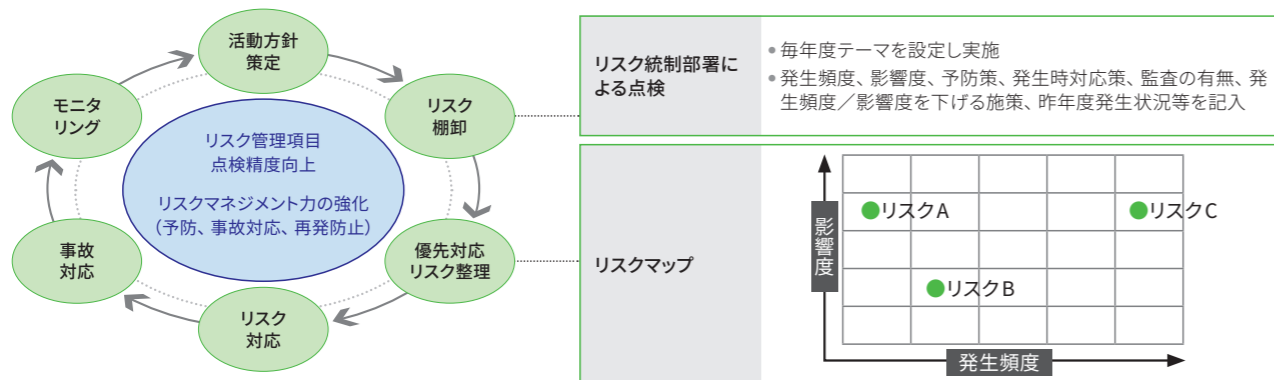 活動方針
策定
リスク
棚卸
優先対応
リスク整理
リスク
対応
事故
対応
モニタ
リング
リスク管理項目
点検精度向上
リスクマネジメント力の強化
（予防、事故対応、再発防止）
リスク統制部署に
よる点検
• 毎年度テーマを設定し実施
• 発生頻度、影響度、予防策、発生時対応策、監査の有無、発
生頻度／影響度を下げる施策、昨年度発生状況等を記入
リスクマップ
影響度
リスクA
リスクC
リスクB
発生頻度